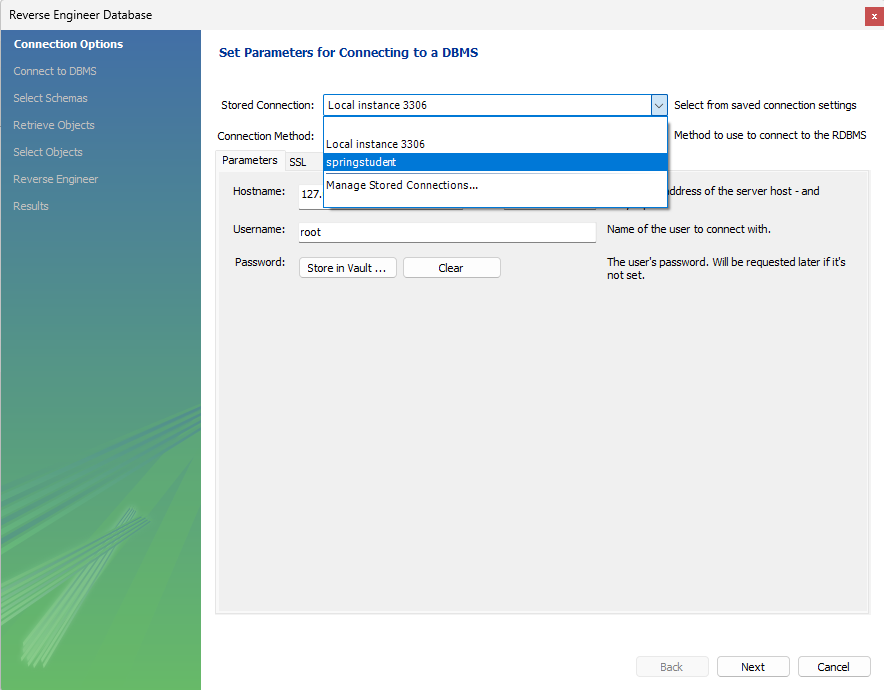 Reverse Engineer Database
x
Connection Options
Connect to DBMS
Select Schemas
Retrieve Objects
Select Objects
Reverse Engineer
Results
Set Parameters for Connecting to a DBMS
Stored Connection: Local instance 3306 Select from saved connection settings
Local instance 3306
springstudent
Manage Stored Connections...
Connection Method: Method to use to connect to the RDBMS
Parameters SSL
Hostname: 127. address of the server host - and
Username: root Name of the user to connect with.
Password: Store in Vault ... Clear The user's password. Will be requested later if it's
not set.
Back Next Cancel